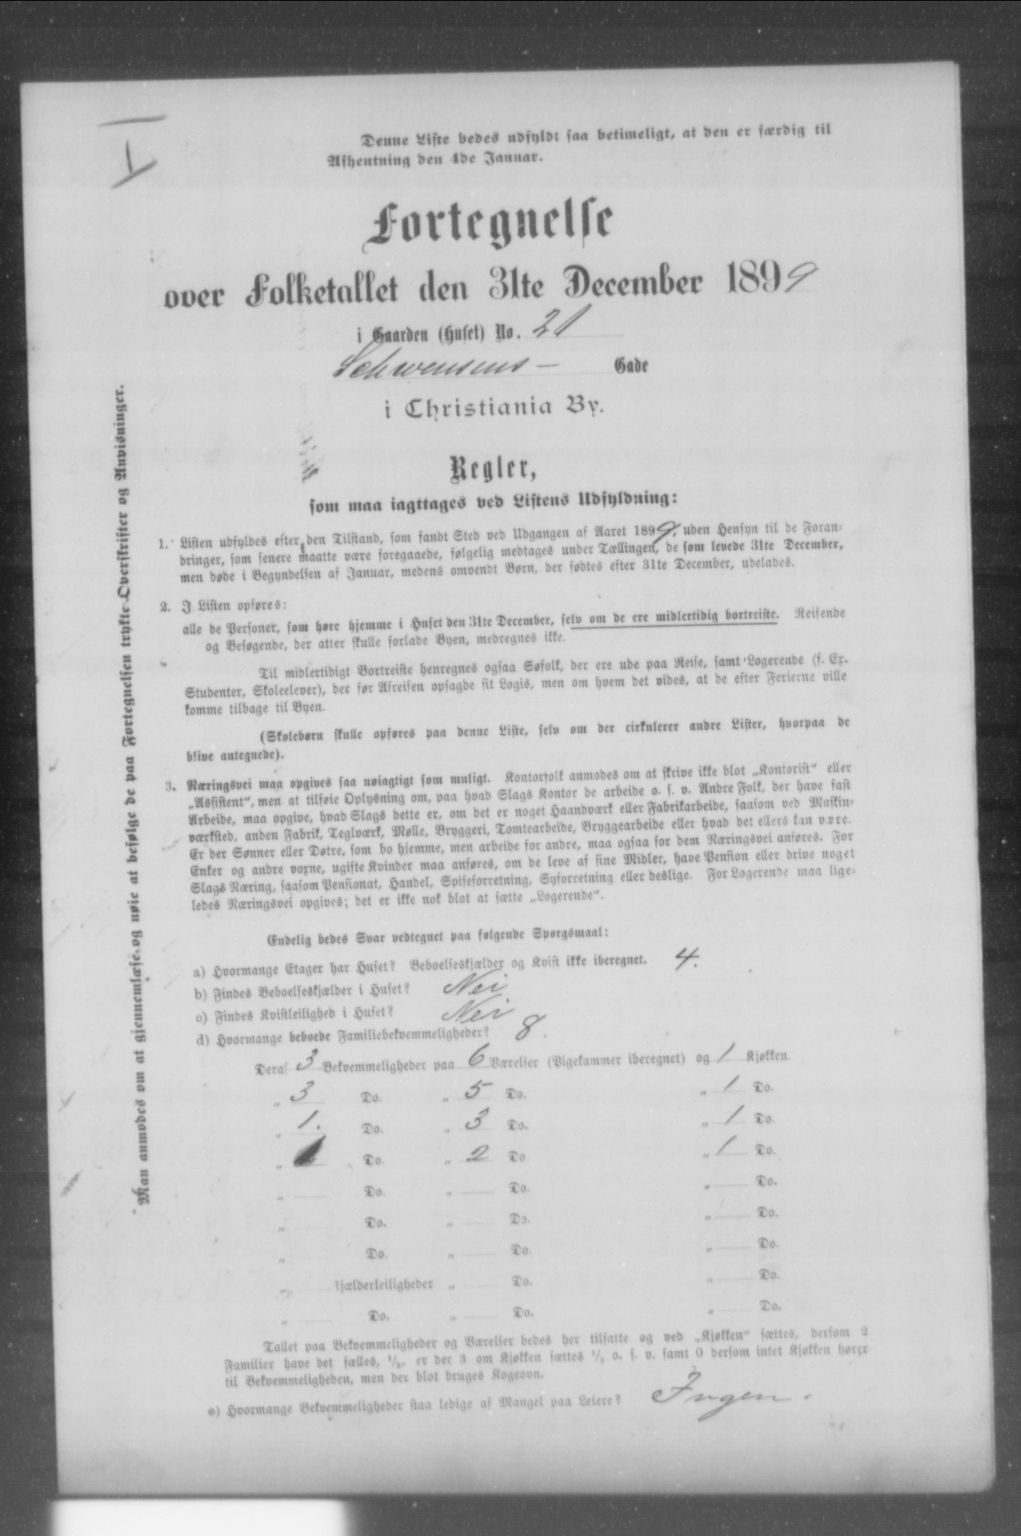 I
Denne Liste bedes udfyldt saa betimeligt, at den er færdig til
Afhentning den 4de Januar.
Fortegnelse
over Folketallet den 31te December 1899
i Gaarden (Huset) No. 21
Schwensens – Gade
i Christiania By.
Regler,
som maa iagttages ved Listens Udfyldning:
1. Listen udfyldes efter den Tilstand, som fandt Sted ved Udgangen af Aaret 1899, uden Hensyn til de Foran-
dringer, som senere maatte være foregaaede, følgelig medtages under Tællingen, de som levede 31te December,
men døde i Begyndelsen af Januar, medens omvendt Børn, der fødtes efter 31te December, udelades.
2. I Listen opføres:
alle de Personer, som høre hjemme i Huset den 31te December, selv om de ere midlertidig bortreiste. Reisende
og Besøgende, der atter skulle forlade Byen, medregnes ikke.
Til midlertidigt Bortreiste henregnes ogsaa Søfolk, der ere ude paa Reise, samt Logerende (f. Ex.
Studenter, Skoleelever), der før Afreisen opsagde sit Logis, men om hvem det vides, at de efter Ferierne ville
komme tilbage til Byen.
(Skolebørn skulle opføres paa denne Liste, selv om der cirkulerer andre Lister, hvorpaa de
blive antegnede).
3. Næringsvei maa opgives saa nøiagtigt som muligt. Kontorfolk anmodes om at skrive ikke blot „Kontorist“ eller
„Assistent“, men at tilføie Oplysning om, paa hvad Slags Kontor de arbeide o. s. v. Andre Folk, der have fast
Arbeide, maa opgive, hvad Slags dette er, om det er noget Haandværk eller Fabrikarbeide, saasom ved Maskin-
værksted, anden Fabrik, Teglværk, Mølle, Bryggeri, Tomtearbeide, Bryggearbeide eller hvad det ellers kan være.
Er der Sønner eller Døtre, som bo hjemme, men arbeide for andre, maa ogsaa for dem Næringsvei anføres. For
Enker og andre voxne, ugifte Kvinder maa anføres, om de leve af sine Midler, have Pension eller drive noget
Slags Næring, saasom Pensionat, Handel, Spiseforretning, Syforretning eller deslige. For Logerende maa lige-
ledes Næringsvei opgives; det er ikke nok blot at sætte „Logerende“.
Endelig bedes Svar vedtegnet paa følgende Spørgsmaal:
a) Hvormange Etager har Huset? Beboelseskjælder og Kvist ikke iberegnet. 4.
b) Findes Beboelseskjælder i Huset? Nei
c) Findes Kvistleilighed i Huset? Nei
d) Hvormange beboede Familiebekvemmeligheder? 8.
Deraf 3 Bekvemmeligheder paa 6 Værelser (Pigekammer iberegnet) og 1 Kjøkken
„ 3 Do. „ 5 Do. „ 1 Do.
„ 1. Do. „ 3 Do. „ 1 Do.
„ 1 Do. „ 2 Do „ 1 Do.
„ Do. „ Do. „ Do.
„ Do. „ Do. „ Do.
„ Do. „ Do. „ Do.
„ Kjælderleiligheder „ Do. „ Do.
„ Do. „ Do. „ Do.
Tallet paa Bekvemmeligheder og Værelser bedes her tilsatte og ved „Kjøkken“ sættes, dersom 2
Familier have det fælles, ½, er der 3 om Kjøkken sættes ⅓ o. s. v. samt 0 dersom intet Kjøkken hører
til Bekvemmeligheden, men der blot bruges Kogeovn.
e) Hvormange Bekvemmeligheder staa ledige af Mangel paa Leiere? Ingen.
Man anmodes om at gjennemlæse og nøie at befølge de paa Fortegnelsen trykte Overskrifter og Anvisninger.